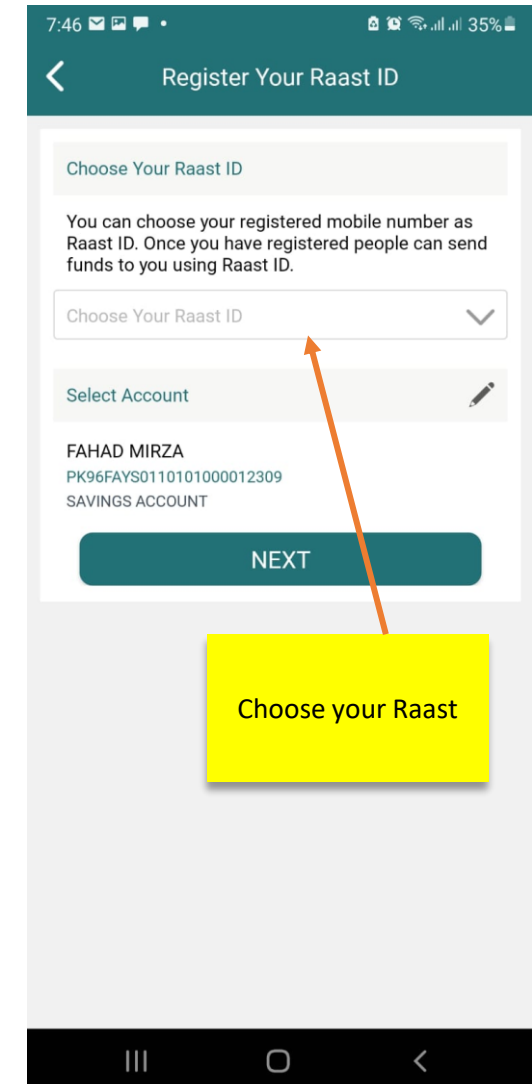 7:46 35%
Register Your Raast ID
Choose Your Raast ID
You can choose your registered mobile number as
Raast ID. Once you have registered people can send
funds to you using Raast ID.
Choose Your Raast ID
Select Account
FAHAD MIRZA
PK96FAYS0110101000012309
SAVINGS ACCOUNT
NEXT
Choose your Raast